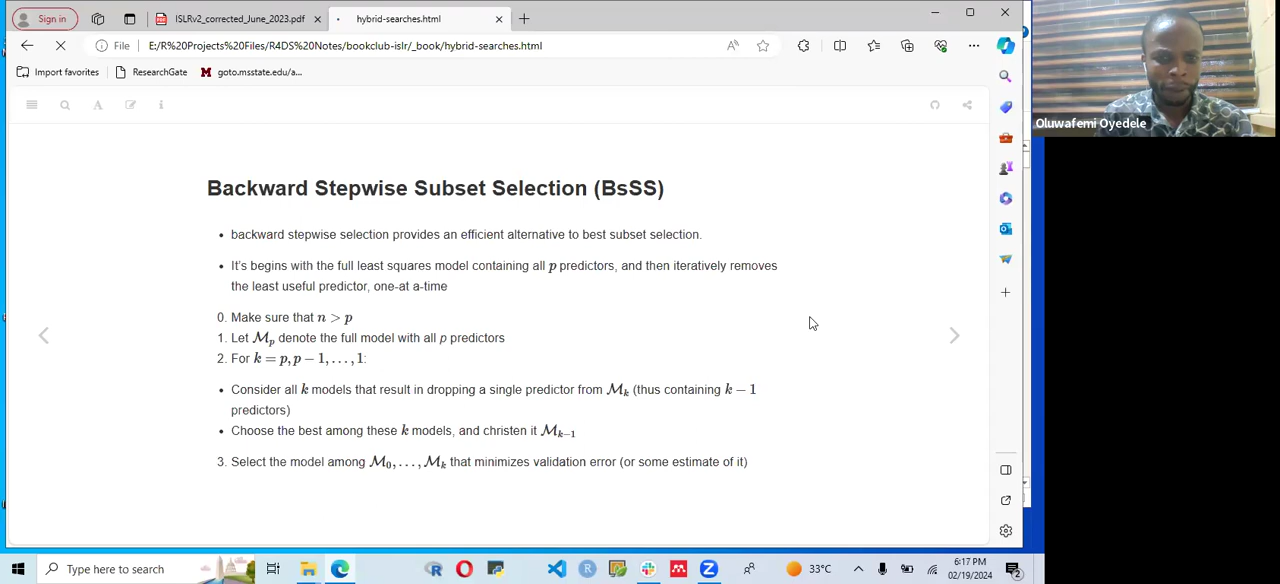 Sign in
ISLRv2_corrected_June_2023.pdf
hybrid-searches.html
File
E:/R%20Projects%20Files/R4DS%20Notes/bookclub-islr/_book/hybrid-searches.html
Import favorites
ResearchGate
goto.msstate.edu/a...
Oluwafemi Oyedele
Backward Stepwise Subset Selection (BsSS)
• backward stepwise selection provides an efficient alternative to best subset selection.
• It's begins with the full least squares model containing all p predictors, and then iteratively removes
the least useful predictor, one-at a-time
0. Make sure that n > p
1. Let ℳp denote the full model with all p predictors
2. For k = p, p − 1, . . . , 1:
• Consider all k models that result in dropping a single predictor from ℳk (thus containing k − 1
predictors)
• Choose the best among these k models, and christen it ℳk−1
3. Select the model among ℳ0, . . . , ℳk that minimizes validation error (or some estimate of it)
Type here to search
33°C
6:17 PM
02/19/2024
2